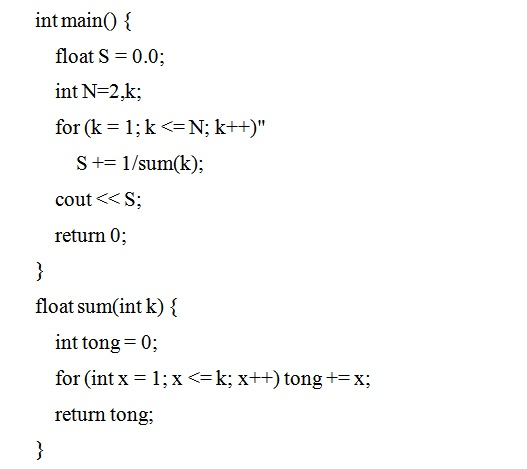 int main() {
float S = 0.0;
int N=2,k;
for (k = 1; k <= N; k++)"
S += 1/sum(k);
cout << S;
return 0;
}
float sum(int k) {
int tong = 0;
for (int x = 1; x <= k; x++) tong += x;
return tong;
}